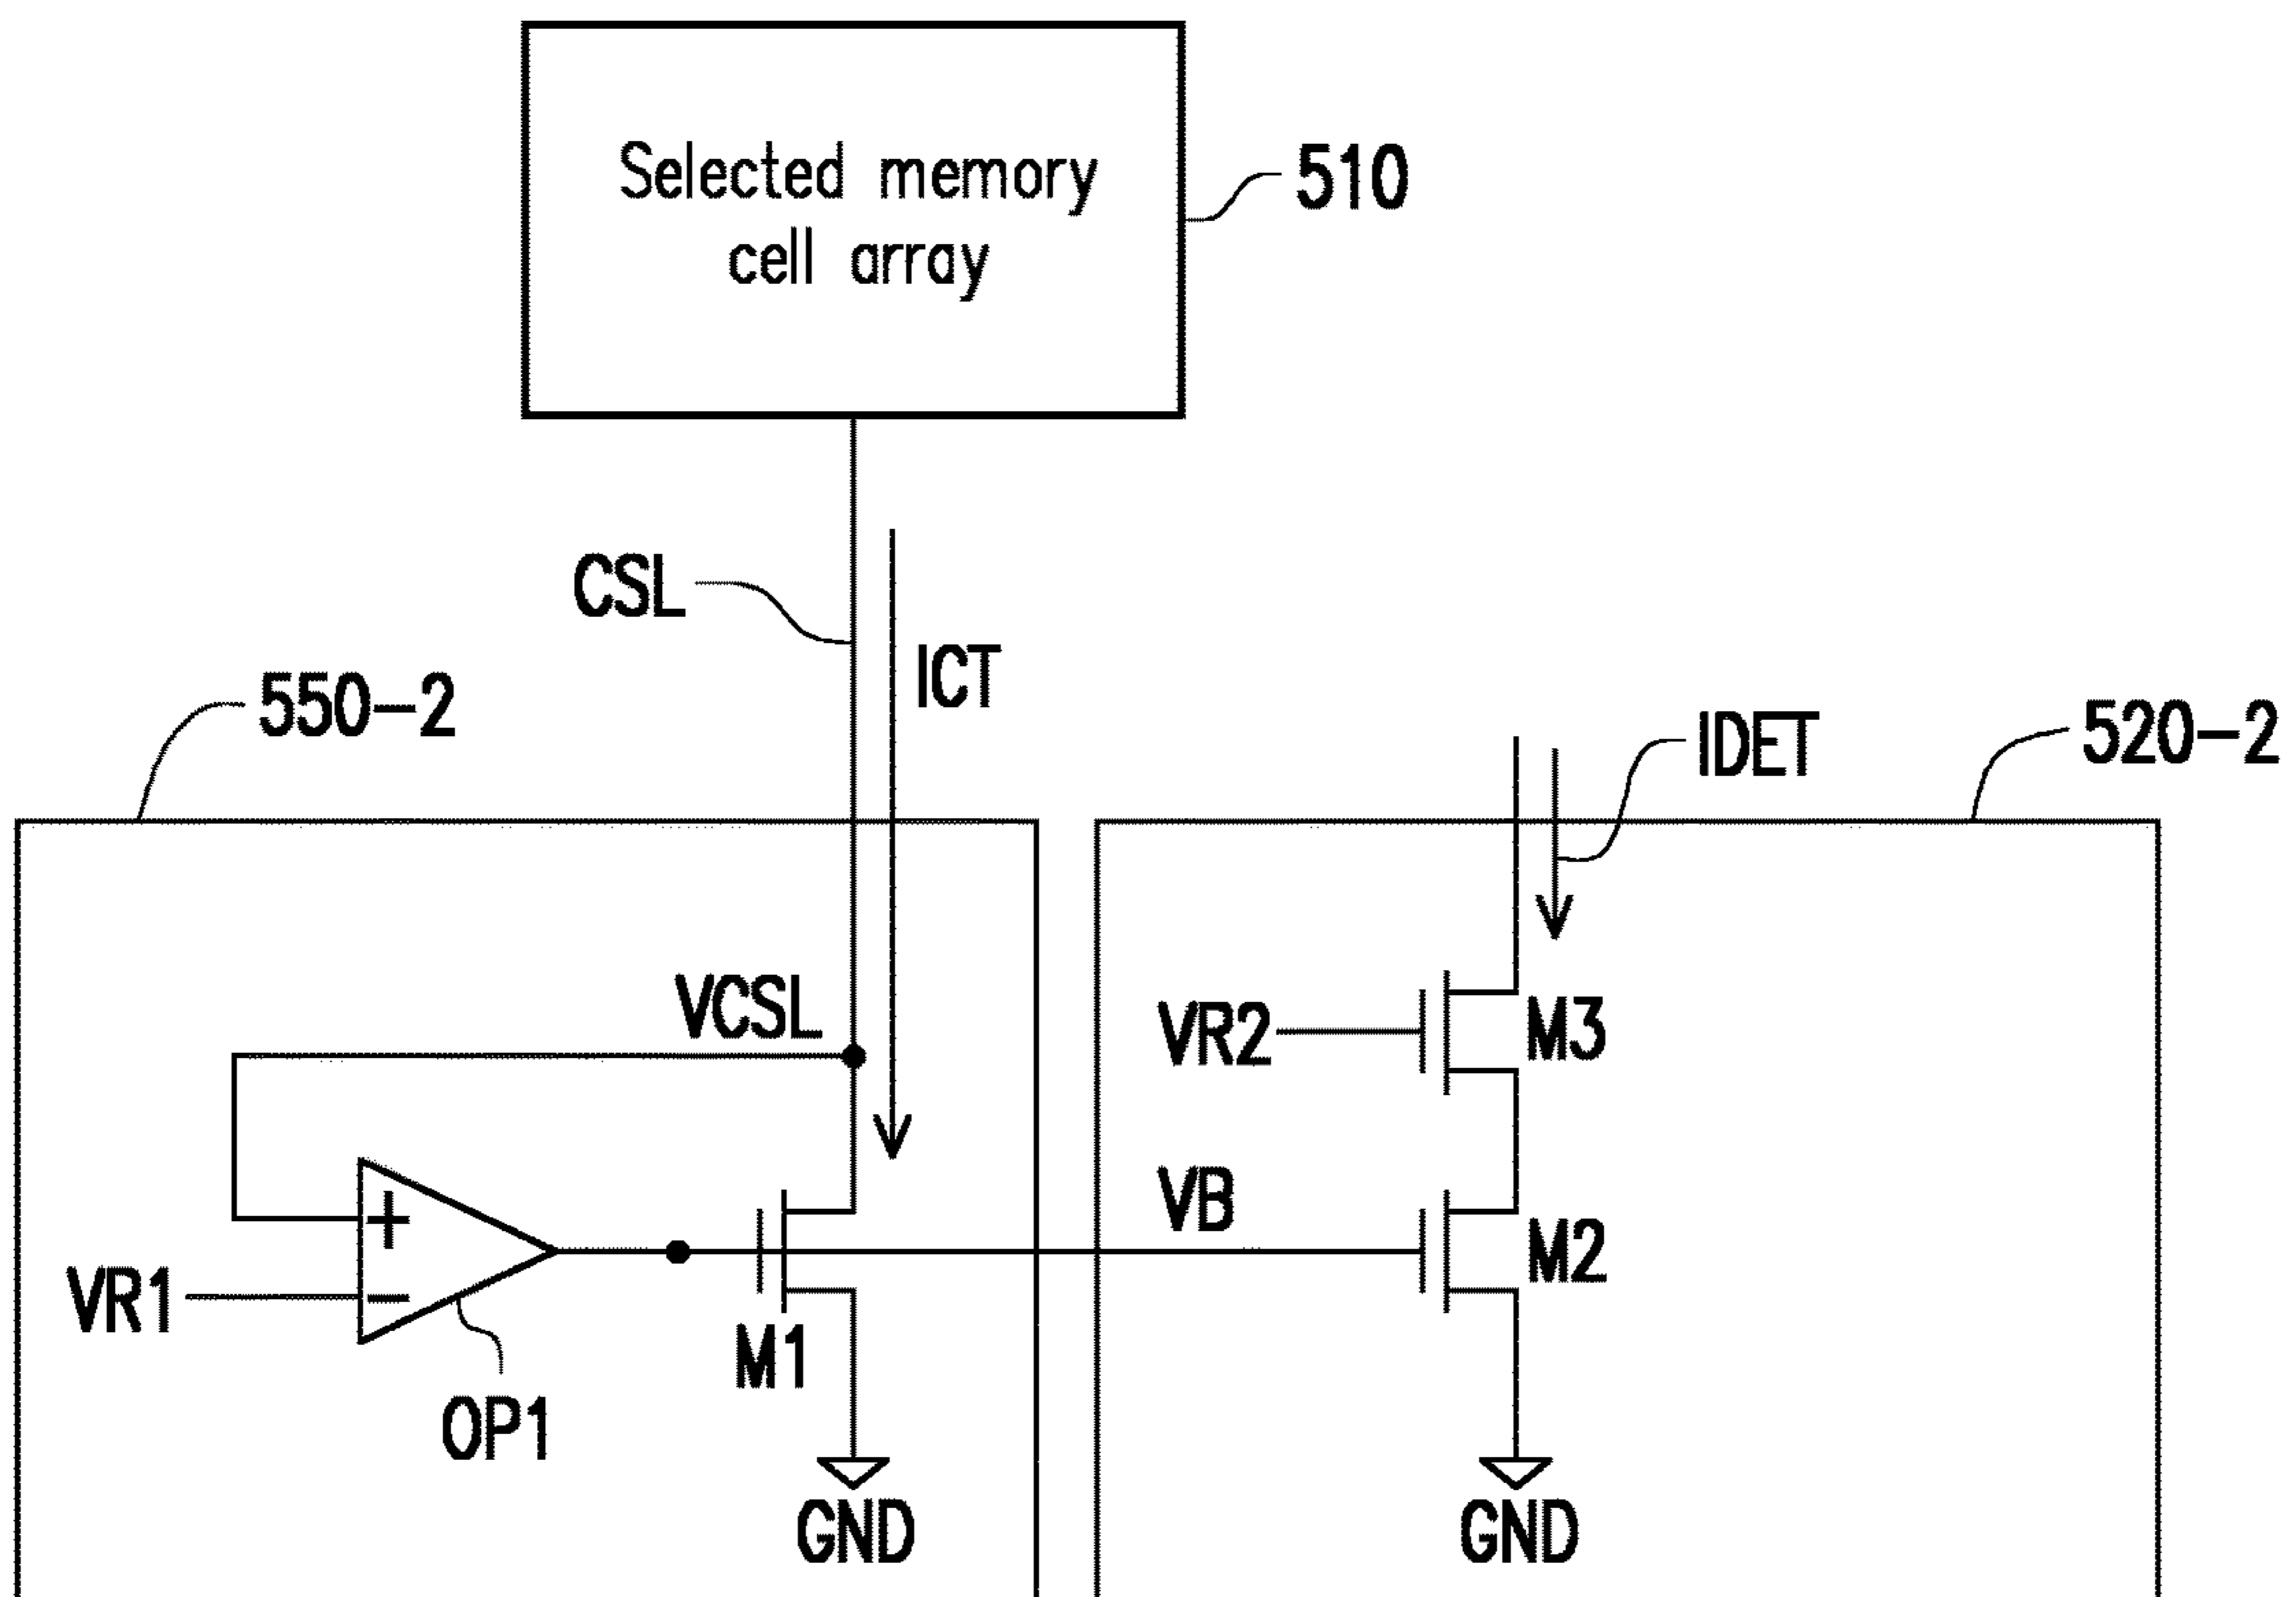 Selected memory
cell array
510
CSL
ICT
550-2
IDET
520-2
VCSL
VR2
M3
+
VB
M2
VR1
−
M1
OP1
GND
GND